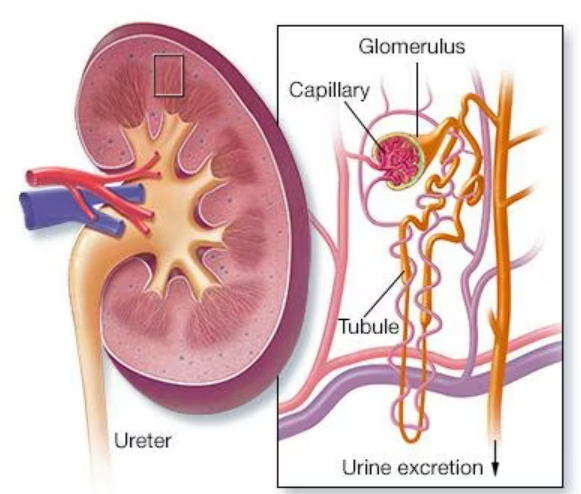 Glomerulus
Capillary
Tubule
Ureter
Urine excretion